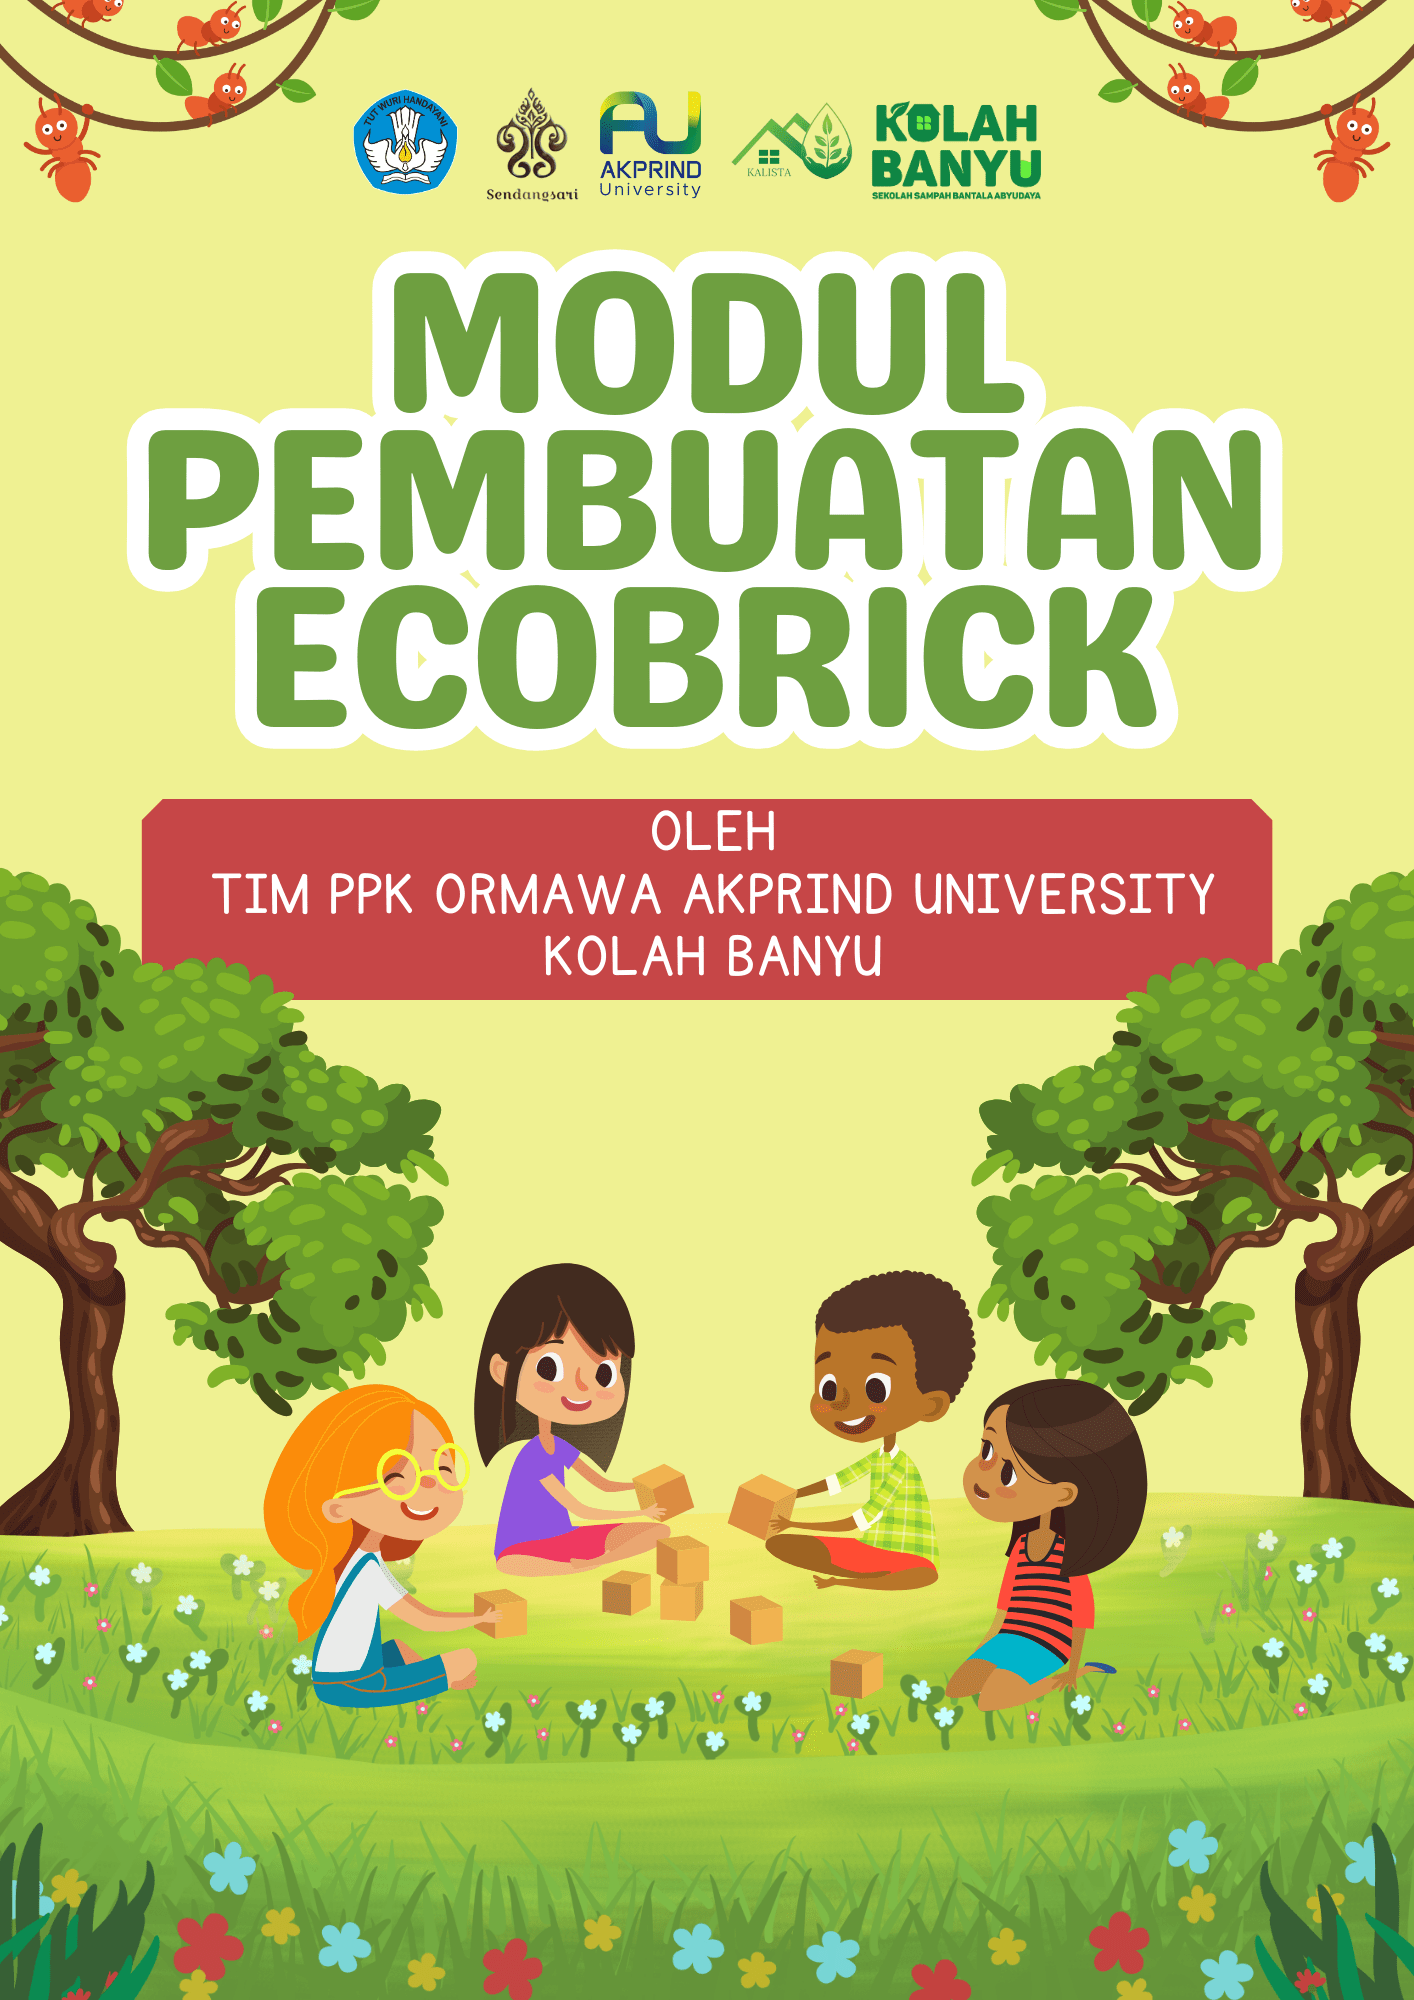 TUT WURI HANDAYANI
Sendangsari
AKPRIND
University
KALISTA
KOLAH
BANYU
SEKOLAH SAMPAH BANTALA ABYUDAYA
MODUL
PEMBUATAN
ECOBRICK
OLEH
TIM PPK ORMAWA AKPRIND UNIVERSITY
KOLAH BANYU